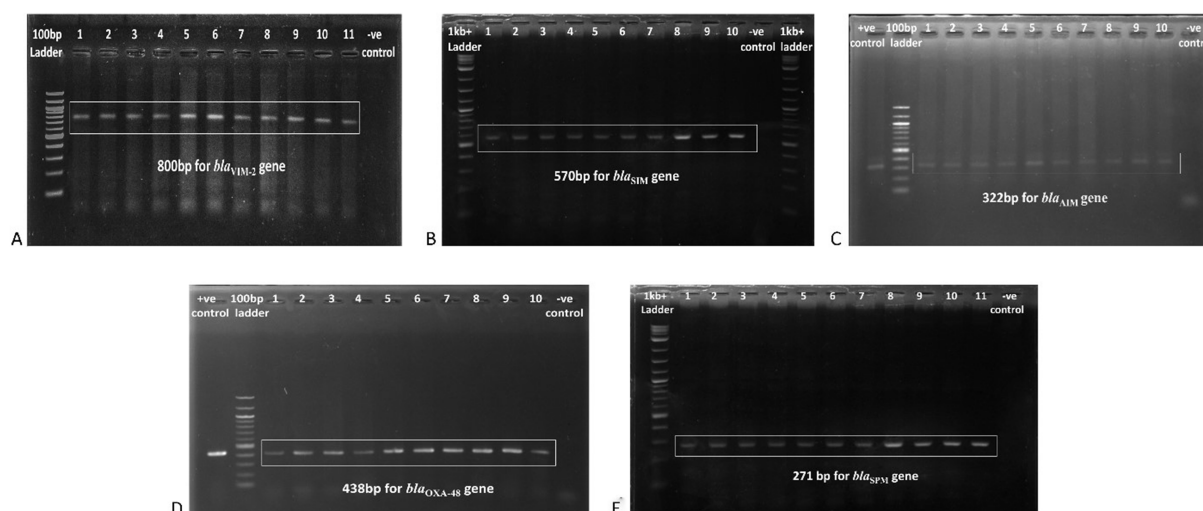 100bp 1 2 3 4 5 6 7 8 9 10 11 -ve
Ladder control
800bp for blaVIM-2 gene
A
1kb+ 1 2 3 4 5 6 7 8 9 10 -ve 1kb+
Ladder control ladder
570bp for blaSIM gene
B
+ve 100bp 1 2 3 4 5 6 7 8 9 10 -ve
control ladder control
322bp for blaAIM gene
C
+ve 100bp 1 2 3 4 5 6 7 8 9 10 -ve
control ladder control
438bp for blaOXA-48 gene
D
1kb+ 1 2 3 4 5 6 7 8 9 10 11 -ve
Ladder control
271 bp for blaSPM gene